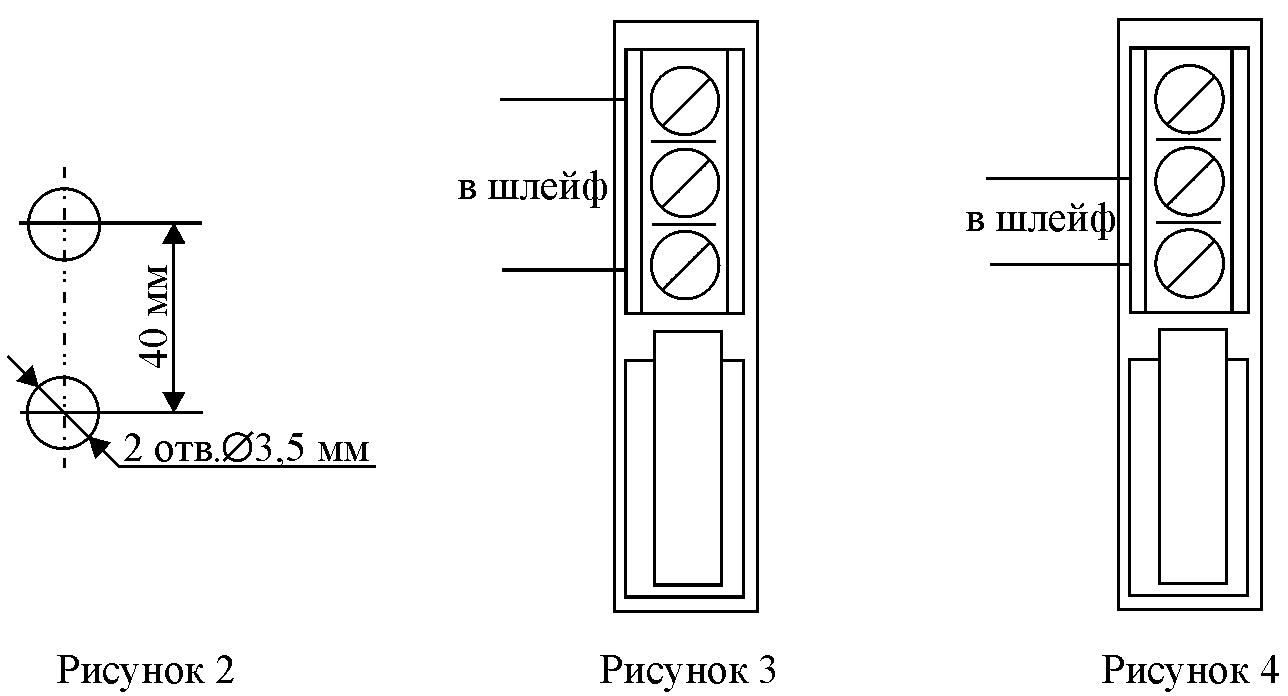 в шлейф
в шлейф
40 мм
2 отв.∅3,5 мм
Рисунок 2
Рисунок 3
Рисунок 4